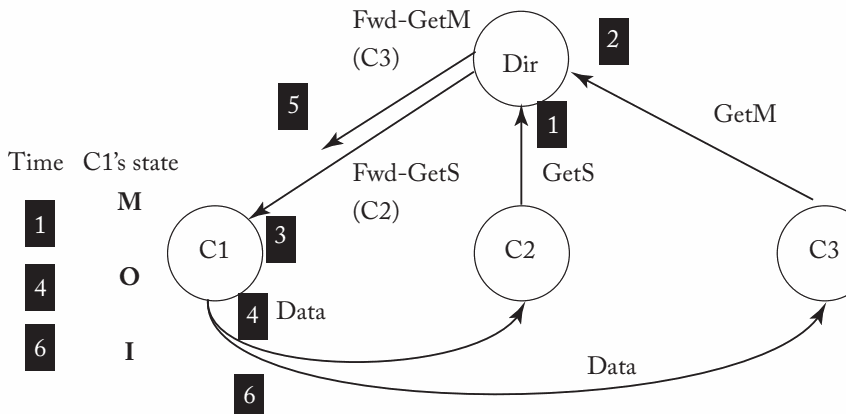 Fwd-GetM
(C3)
Dir
2
5
1
GetM
Time C1's state
Fwd-GetS
(C2)
GetS
M
1
3
C1
C2
C3
4
O
4
Data
6
I
Data
6